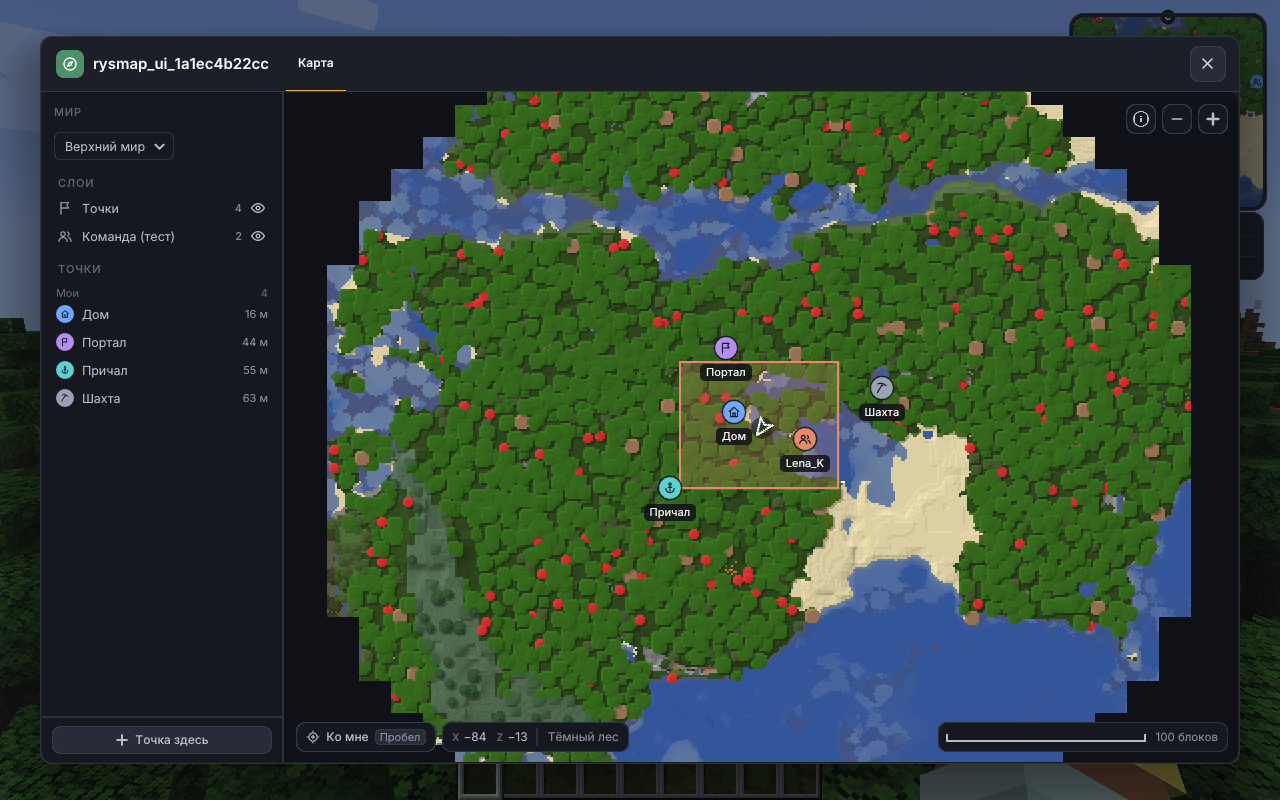 rysmap_ui_1a1ec4b22cc
Карта
МИР
Верхний мир
СЛОИ
Точки 4
Команда (тест) 2
ТОЧКИ
Мои 4
Дом 16 м
Портал 44 м
Причал 55 м
Шахта 63 м
Точка здесь
Портал
Шахта
Дом
Lena_K
Причал
Ко мне Пробел
X −84 Z −13 Тёмный лес
100 блоков